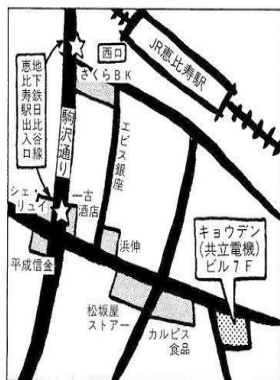 JR恵比寿駅
西口
さくらBK
地下鉄日比谷線
恵比寿駅出入口
駒沢通り
エビス銀座
シェ・
リュイ
一古
酒店
平成信金
浜伸
松坂屋
ストアー
カルピス
食品
キョウデン
(共立電機)
ビル7F